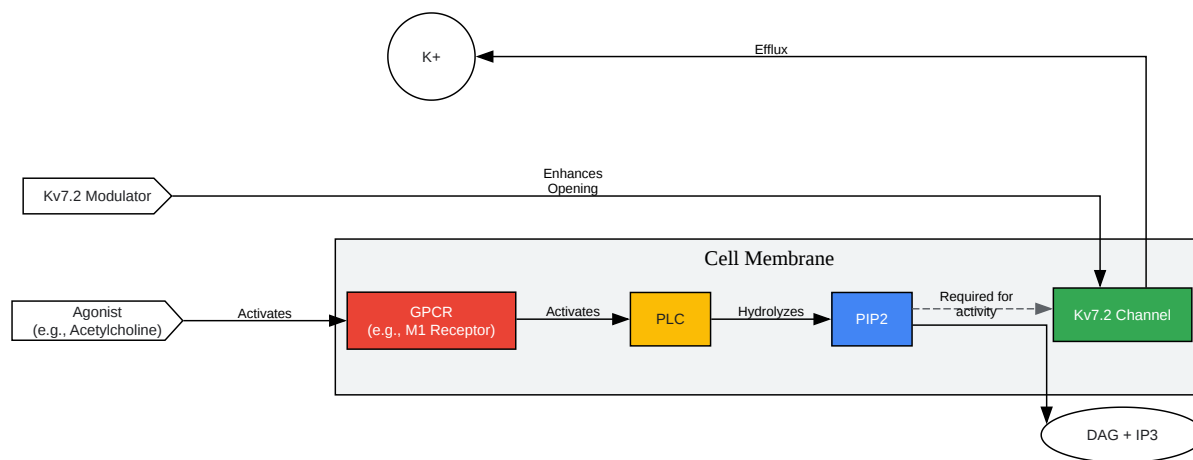 K+
Efflux
Kv7.2 Modulator
Enhances
Opening
Cell Membrane
Agonist
(e.g., Acetylcholine)
Activates
GPCR
(e.g., M1 Receptor)
Activates
PLC
Hydrolyzes
PIP2
Required for
activity
Kv7.2 Channel
DAG + IP3